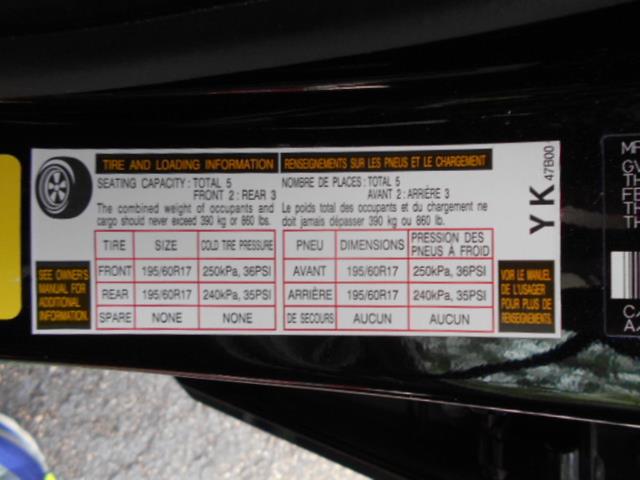 TIRE AND LOADING INFORMATION
SEATING CAPACITY : TOTAL 5
FRONT 2 : REAR 3
The combined weight of occupants and
cargo should never exceed 390 kg or 860 lbs.
TIRE SIZE COLD TIRE PRESSURE
FRONT 195/60R17 250kPa, 36PSI
REAR 195/60R17 240kPa, 35PSI
SPARE NONE NONE
SEE OWNER'S
MANUAL FOR
ADDITIONAL
INFORMATION.
RENSEIGNEMENTS SUR LES PNEUS ET LE CHARGEMENT
NOMBRE DE PLACES : TOTAL 5
AVANT 2 : ARRIÈRE 3
Le poids total des occupants et du chargement ne
doit jamais dépasser 390 kg ou 860 lb.
PNEU DIMENSIONS PRESSION DES
PNEUS À FROID
AVANT 195/60R17 250kPa, 36PSI
ARRIÈRE 195/60R17 240kPa, 35PSI
DE SECOURS AUCUN AUCUN
VOIR LE MANUEL
DE L'USAGER
POUR PLUS DE
RENSEIGNEMENTS.
YK 47B00